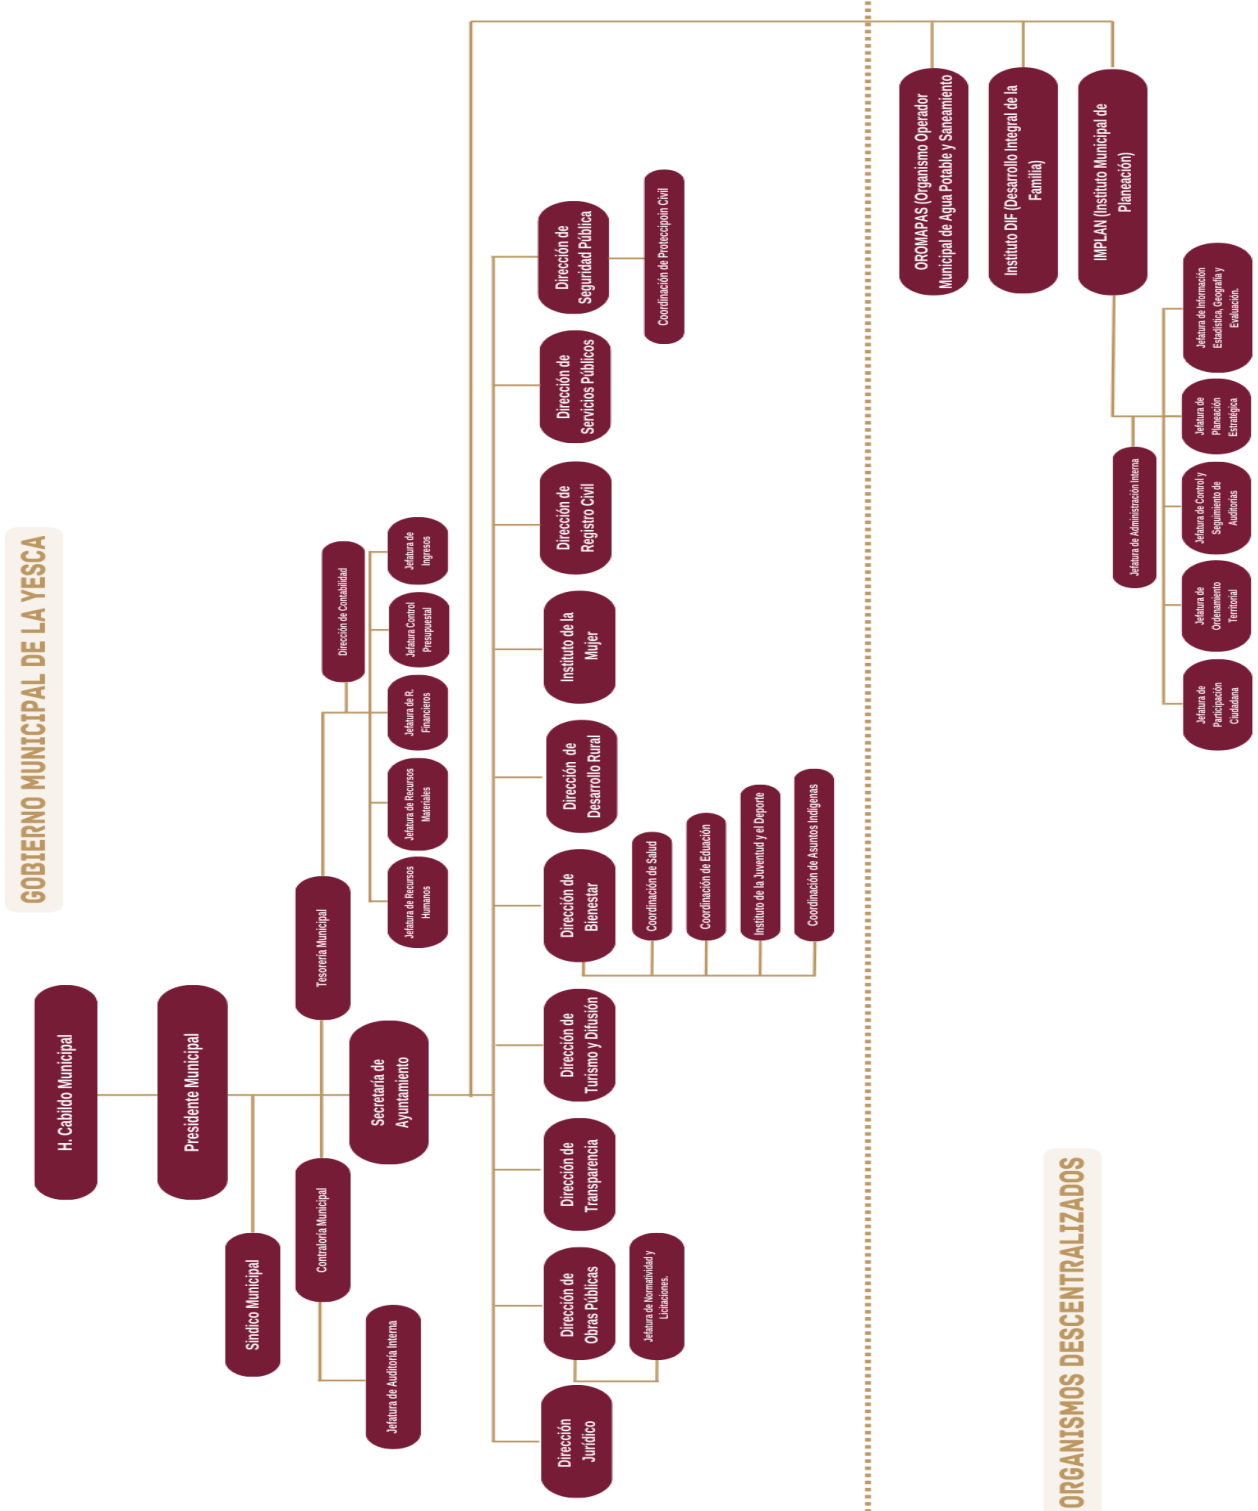 GOBIERNO MUNICIPAL DE LA YESCA
H. Cabildo Municipal
Presidente Municipal
Síndico Municipal
Contraloría Municipal
Tesorería Municipal
Jefatura de Auditoría Interna
Secretaría de
Ayuntamiento
Dirección de Contabilidad
Jefatura de Recursos
Humanos
Jefatura de Recursos
Materiales
Jefatura de R.
Financieros
Jefatura Control
Presupuestal
Jefatura de
Ingresos
Dirección
Jurídico
Dirección de
Obras Públicas
Dirección de
Transparencia
Dirección de
Turismo y Difusión
Dirección de
Bienestar
Dirección de
Desarrollo Rural
Instituto de la
Mujer
Dirección de
Registro Civil
Dirección de
Servicios Públicos
Dirección de
Seguridad Pública
Jefatura de Normatividad y
Licitaciones.
Coordinación de Salud
Coordinación de Eduación
Instituto de la Juventud y el Deporte
Coordinación de Asuntos Indígenas
Coordinación de Proteccipoin Civil
ORGANISMOS DESCENTRALIZADOS
OROMAPAS (Organismo Operador
Municipal de Agua Potable y Saneamiento
Instituto DIF (Desarrollo Integral de la
Familia)
IMPLAN (Instituto Municipal de
Planeación)
Jefatura de Administración Interna
Jefatura de
Participación
Ciudadana
Jefatura de
Ordenamiento
Territorial
Jefatura de Control y
Seguimiento de
Auditorias
Jefatura de
Planeación
Estratégica
Jefatura de Información
Estadística, Geografía y
Evaluación.